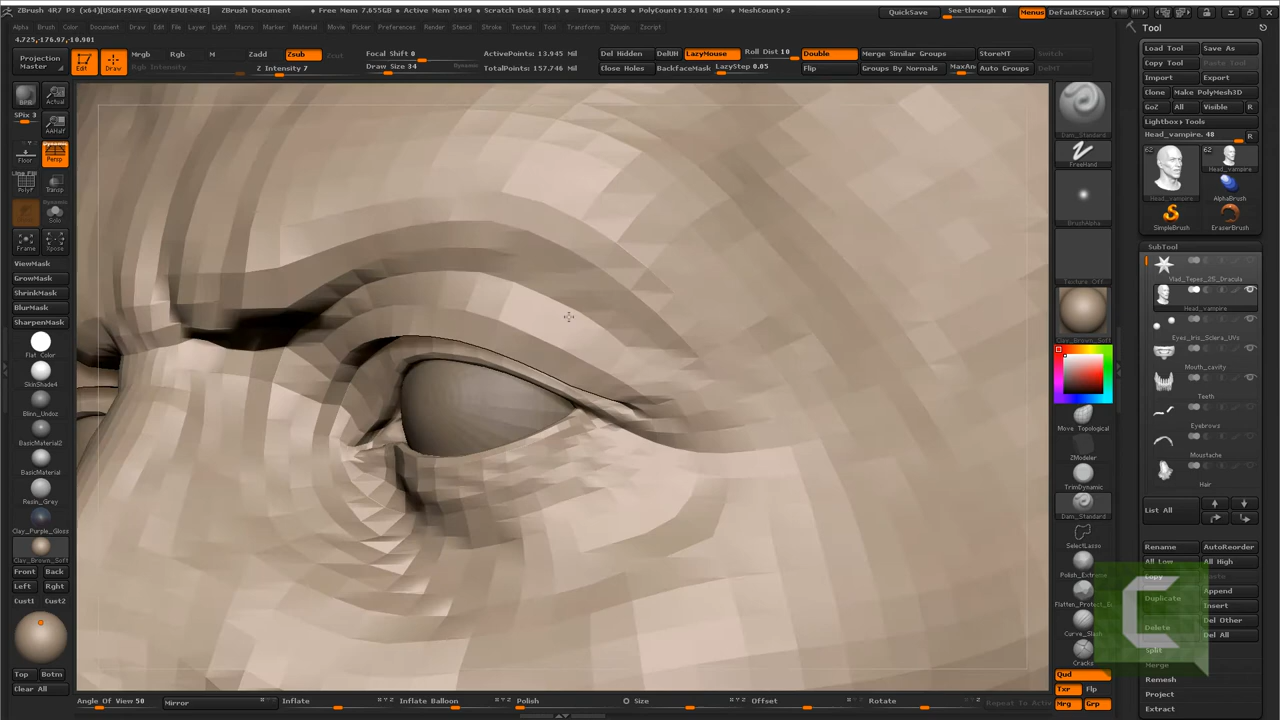 ZBrush 4R7 P3 (x64)[USGH-FSWF-QBDW-EPUI-NFCE]
ZBrush Document
• Free Mem 7.655GB • Active Mem 5049 • Scratch Disk 18315 • Timer▸0.028 • PolyCount▸13.961 MP • MeshCount▸2
QuickSave
See-through 0
Menus
DefaultZScript
Alpha Brush Color Document Draw Edit File Layer Light Macro Marker Material Movie Picker Preferences Render Stencil Stroke Texture Tool Transform Zplugin Zscript
4.725,-176.97,-10.901
Projection Master
Edit
Draw
Mrgb Rgb M
Rgb Intensity
Zadd Zsub Zcut
Z Intensity 7
Focal Shift 0
Draw Size 34
Dynamic
ActivePoints: 13.945 Mil
TotalPoints: 157.746 Mil
Del Hidden DelUH
Close Holes BackfaceMask
LazyMouse
LazyStep 0.05
Roll Dist 10
Double
Flip
Merge Similar Groups
Groups By Normals
StoreMT
MaxAn
Auto Groups
Switch
DelMT
BPR
SPix 3
Actual
AAHalf
Floor
Dynamic
Persp
Line Fill
PolyF
Transp
Dynamic
Solo
Frame
Xpose
ViewMask
GrowMask
ShrinkMask
BlurMask
SharpenMask
Flat Color
SkinShade4
Blinn_Undoz
BasicMaterial2
BasicMaterial
Resin_Grey
Clay_Purple_Gloss
Clay_Brown_Soft
Front Back
Left Rght
Cust1 Cust2
Top Botm
Clear All
Angle Of View 50
Mirror
Inflate
Inflate Balloon
Polish
Size
Offset
Rotate
Repeat To Active
Dam_Standard
FreeHand
BrushAlpha
Texture Off
Clay_Brown_Soft
Move Topological
ZModeler
TrimDynamic
Dam_Standard
SelectLasso
Polish_Extreme
Flatten_Protect_E
Curve_Slash
Cracks
Qud
Txr Flp
Mrg Grp
Tool
Load Tool Save As
Copy Tool Paste Tool
Import Export
Clone Make PolyMesh3D
GoZ All Visible R
Lightbox▸Tools
Head_vampire. 48
R
62
62
Head_vampire
Head_vampire
AlphaBrush
SimpleBrush
EraserBrush
SubTool
Vlad_Tepes_25_Dracula
Head_vampire
Eyes_Iris_Sclera_UVs
Mouth_cavity
Teeth
Eyebrows
Moustache
Hair
List All
Rename AutoReorder
All Low All High
Copy Paste
Duplicate
Append
Insert
Delete
Del Other
Del All
Split
Merge
Remesh
Project
Extract